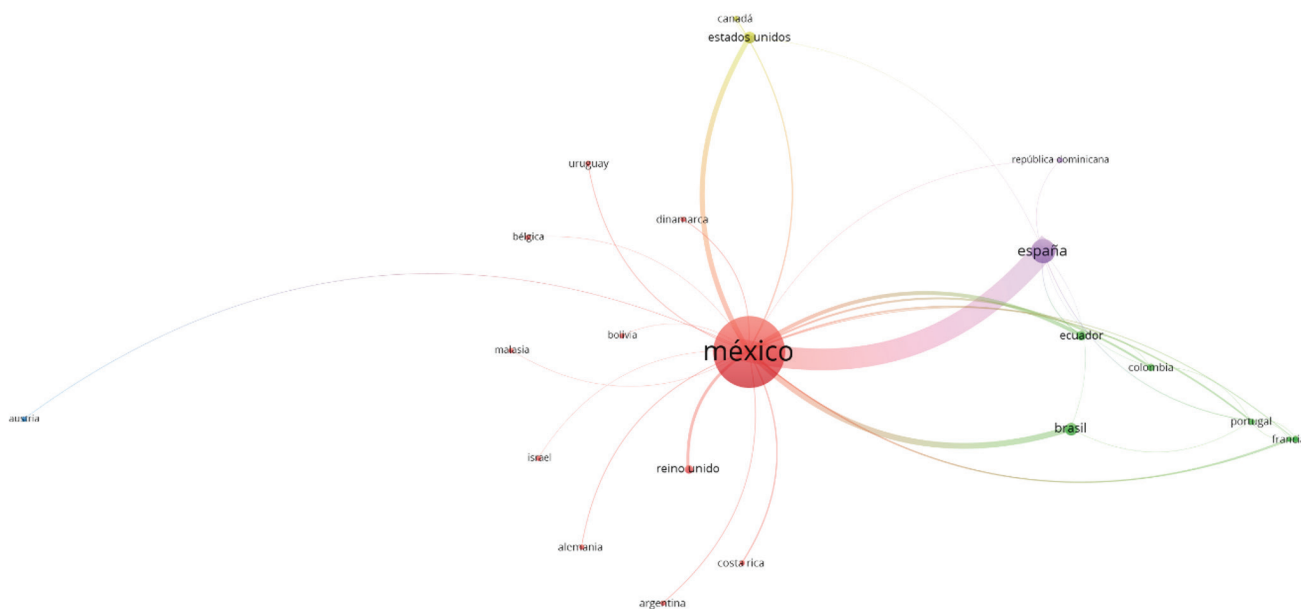 canadá
estados unidos
república dominicana
uruguay
dinamarca
bélgica
españa
bolivia
ecuador
malasia
méxico
colombia
austria
portugal
brasil
francia
israel
reino unido
alemania
costa rica
argentina